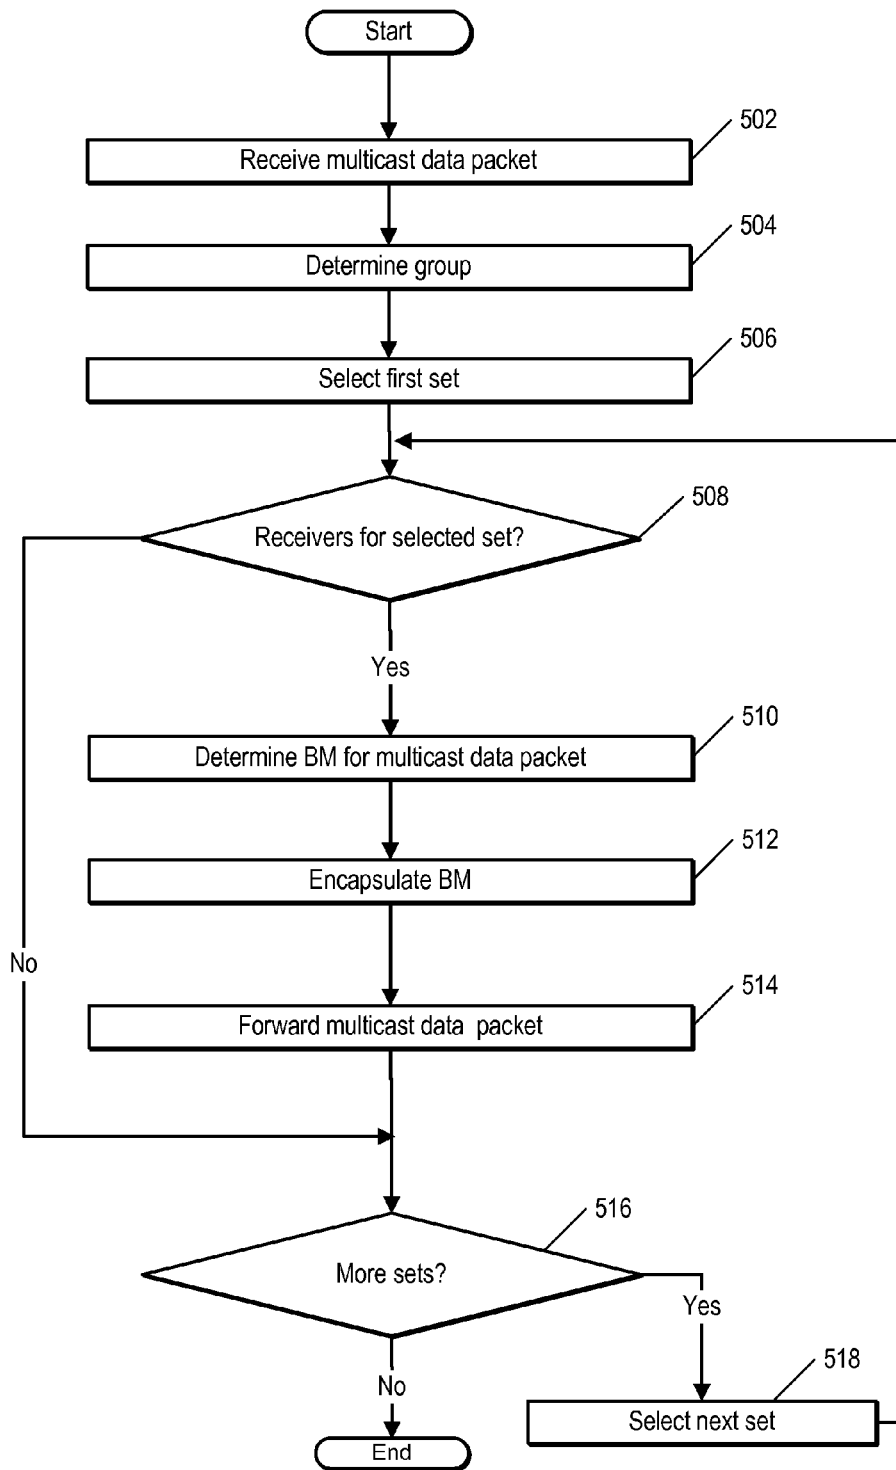 Start
502
Receive multicast data packet
504
Determine group
506
Select first set
508
Receivers for selected set?
Yes
510
Determine BM for multicast data packet
512
Encapsulate BM
No
514
Forward multicast data packet
516
More sets?
Yes
518
No
Select next set
End